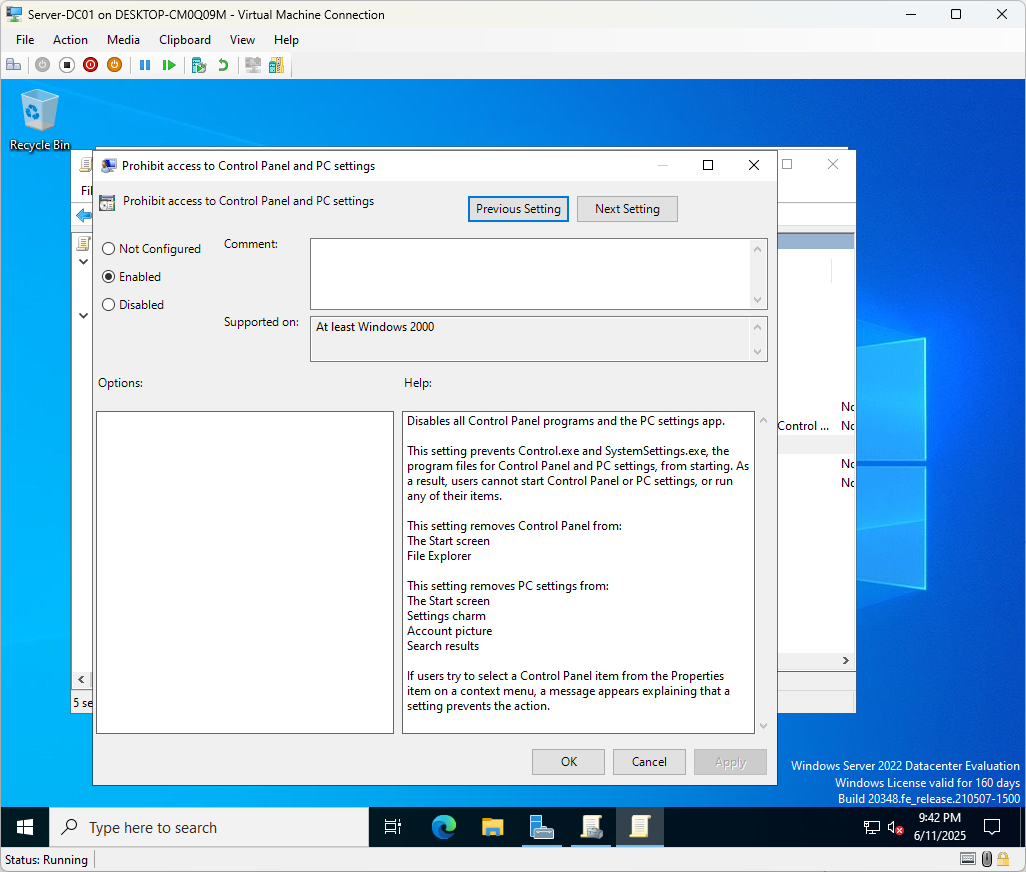 Server-DC01 on DESKTOP-CM0Q09M - Virtual Machine Connection
File Action Media Clipboard View Help
Recycle Bin
Prohibit access to Control Panel and PC settings
Prohibit access to Control Panel and PC settings
Previous Setting Next Setting
Not Configured
Enabled
Disabled
Comment:
Supported on:
At least Windows 2000
Options:
Help:
Disables all Control Panel programs and the PC settings app.
This setting prevents Control.exe and SystemSettings.exe, the
program files for Control Panel and PC settings, from starting. As
a result, users cannot start Control Panel or PC settings, or run
any of their items.
This setting removes Control Panel from:
The Start screen
File Explorer
This setting removes PC settings from:
The Start screen
Settings charm
Account picture
Search results
If users try to select a Control Panel item from the Properties
item on a context menu, a message appears explaining that a
setting prevents the action.
Control ...
OK Cancel Apply
Windows Server 2022 Datacenter Evaluation
Windows License valid for 160 days
Build 20348.fe_release.210507-1500
Type here to search
9:42 PM
6/11/2025
Status: Running